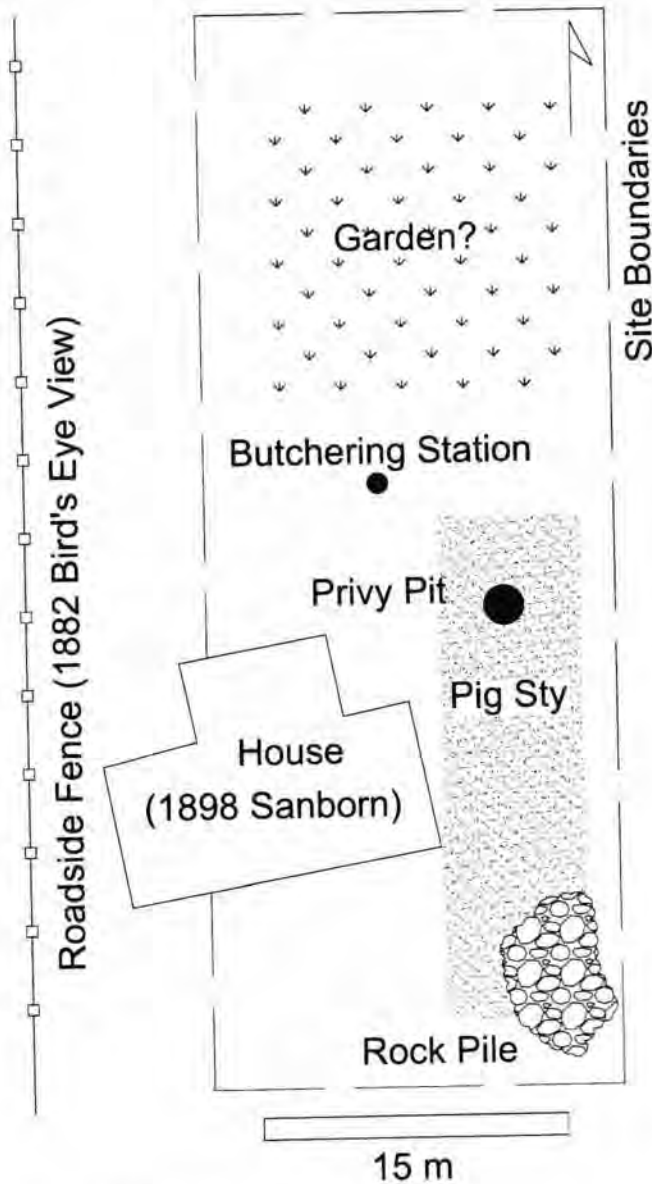 Garden?
Site Boundaries
Roadside Fence (1882 Bird's Eye View)
Butchering Station
Privy Pit
Pig Sty
House
(1898 Sanborn)
Rock Pile
15 m